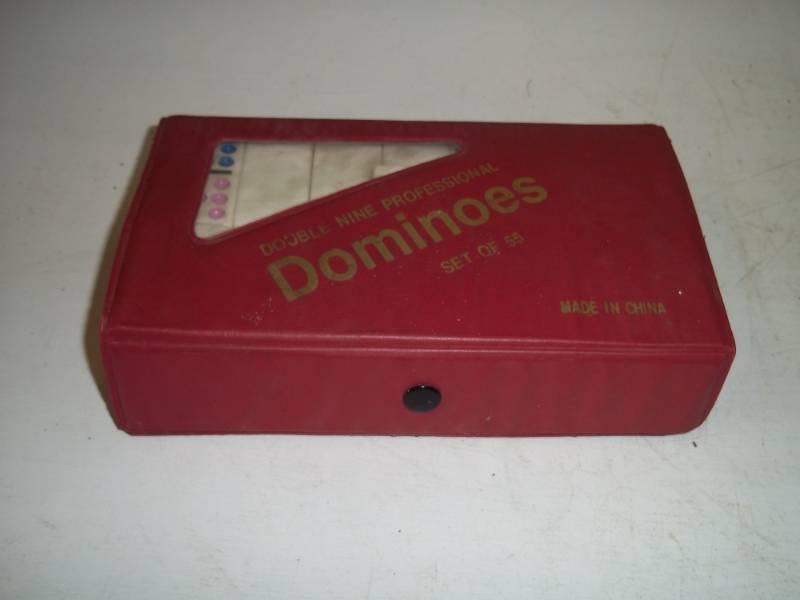 DOUBLE NINE PROFESSIONAL
Dominoes
SET OF 55
MADE IN CHINA